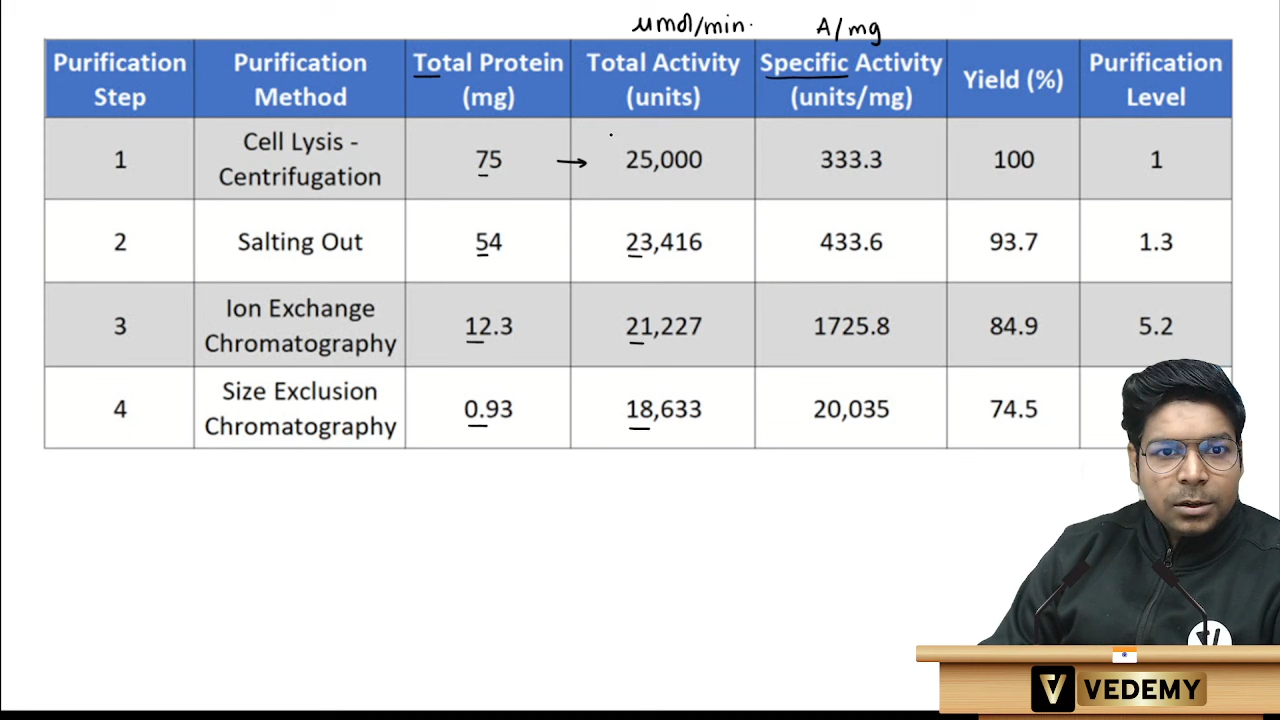 μmol/min.
A/mg
Purification Step
Purification Method
Total Protein (mg)
Total Activity (units)
Specific Activity (units/mg)
Yield (%)
Purification Level
1
Cell Lysis -
Centrifugation
75
25,000
333.3
100
1
2
Salting Out
54
23,416
433.6
93.7
1.3
3
Ion Exchange
Chromatography
12.3
21,227
1725.8
84.9
5.2
4
Size Exclusion
Chromatography
0.93
18,633
20,035
74.5
VEDEMY